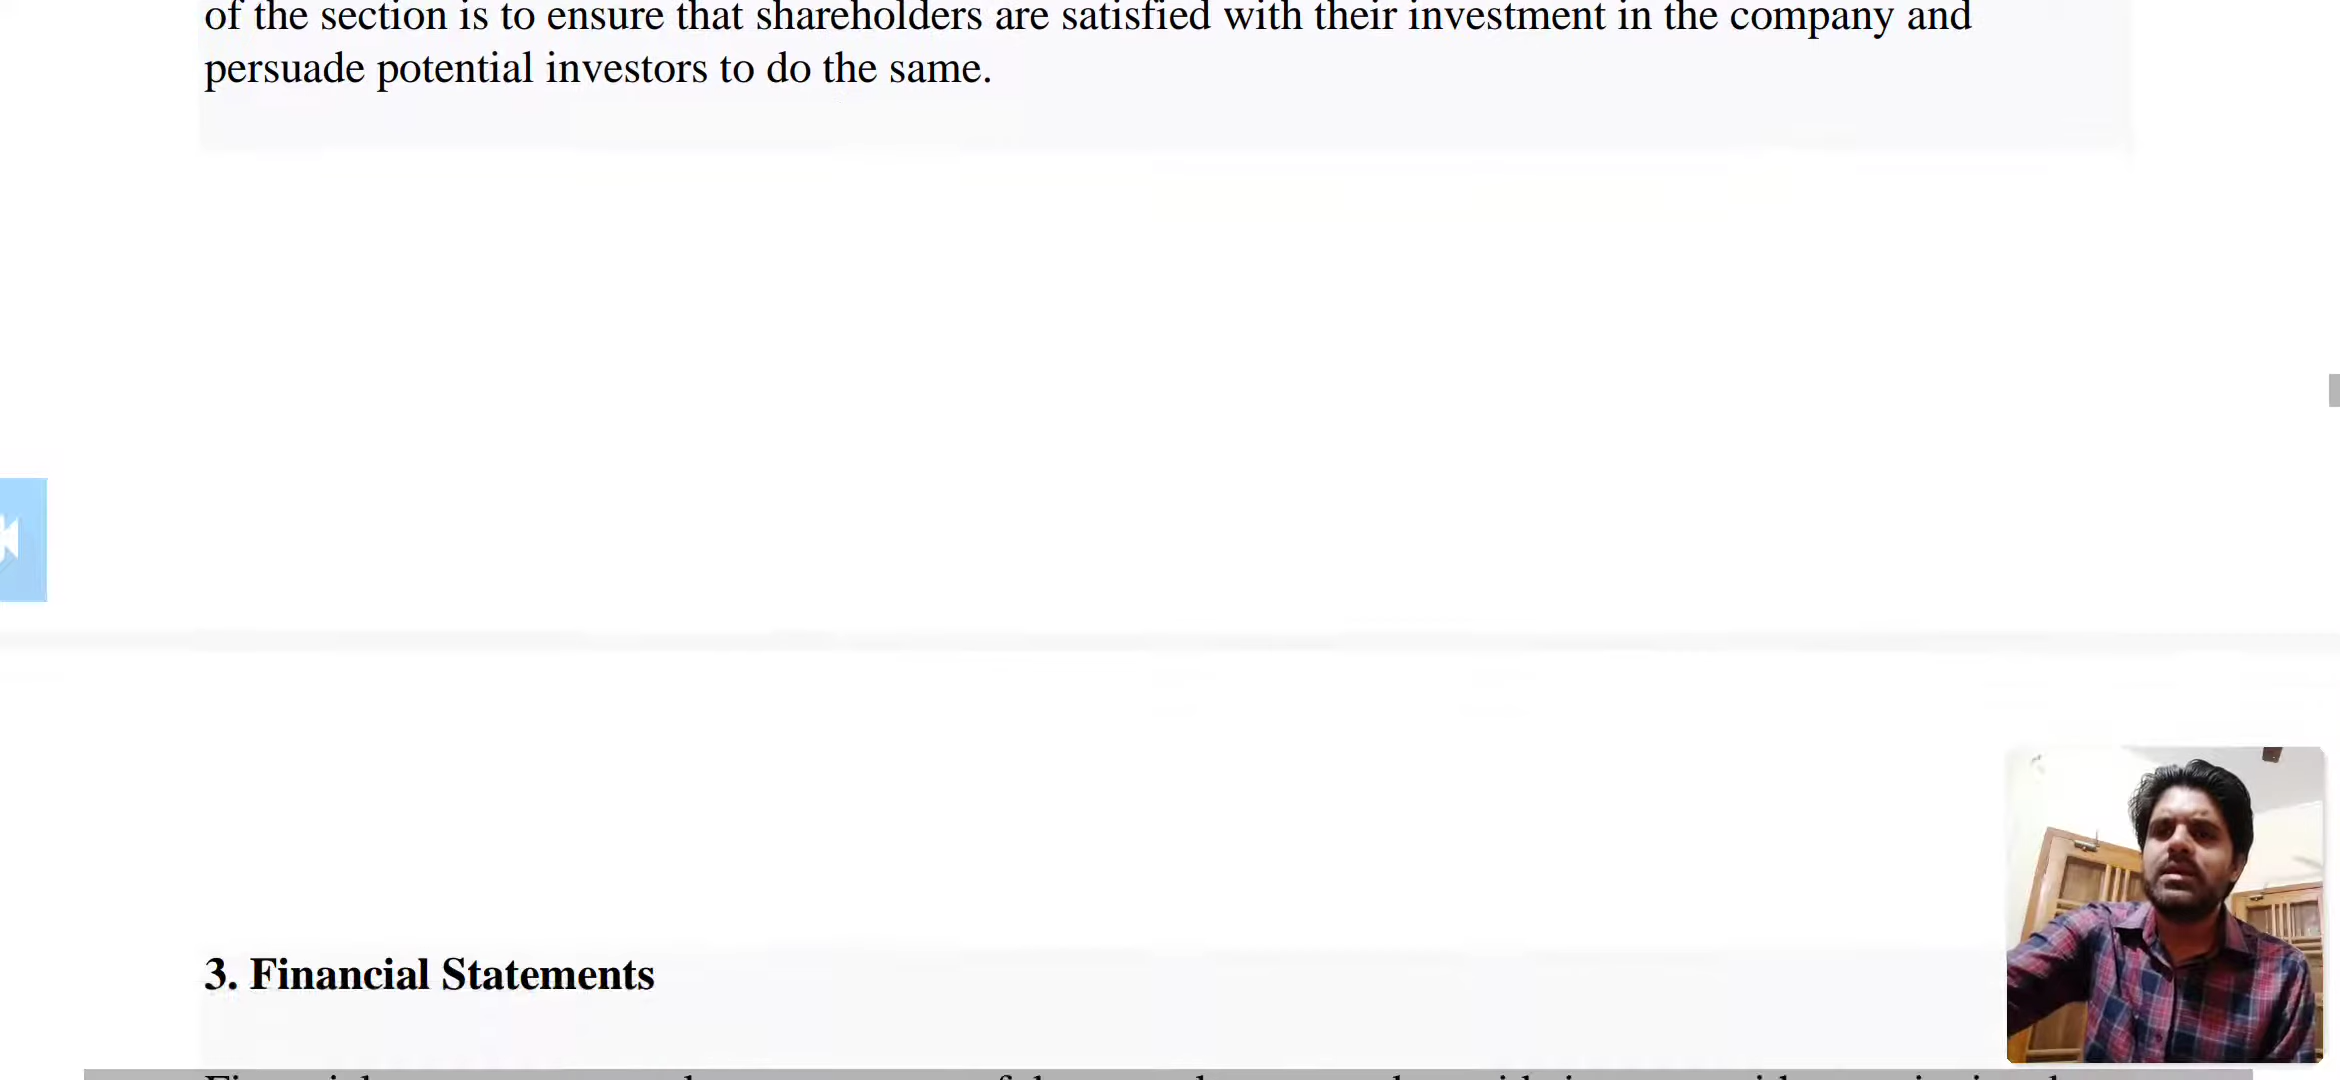 of the section is to ensure that shareholders are satisfied with their investment in the company and
persuade potential investors to do the same.
3. Financial Statements